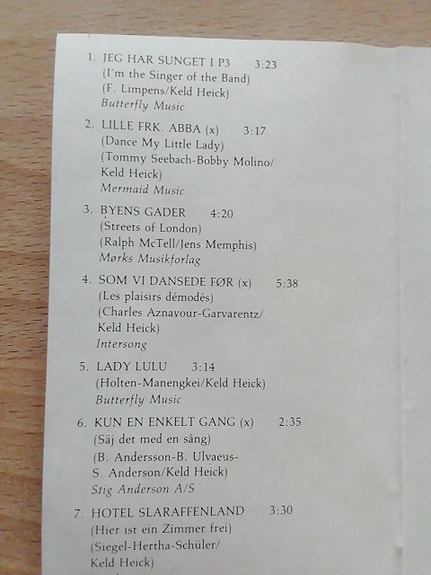 1. JEG HAR SUNGET I P3 3:23
(I'm the Singer of the Band)
(F. Limpens/Keld Heick)
Butterfly Music
2. LILLE FRK. ABBA (x) 3:17
(Dance My Little Lady)
(Tommy Seebach-Bobby Molino/
Keld Heick)
Mermaid Music
3. BYENS GADER 4:20
(Streets of London)
(Ralph McTell/Jens Memphis)
Mørks Musikforlag
4. SOM VI DANSEDE FØR (x) 5:38
(Les plaisirs démodés)
(Charles Aznavour-Garvarentz/
Keld Heick)
Intersong
5. LADY LULU 3:14
(Holten-Manengkei/Keld Heick)
Butterfly Music
6. KUN EN ENKELT GANG (x) 2:35
(Säj det med en sång)
(B. Andersson-B. Ulvaeus-
S. Anderson/Keld Heick)
Stig Anderson A/S
7. HOTEL SLARAFFENLAND 3:30
(Hier ist ein Zimmer frei)
(Siegel-Hertha-Schüler/
Keld Heick)